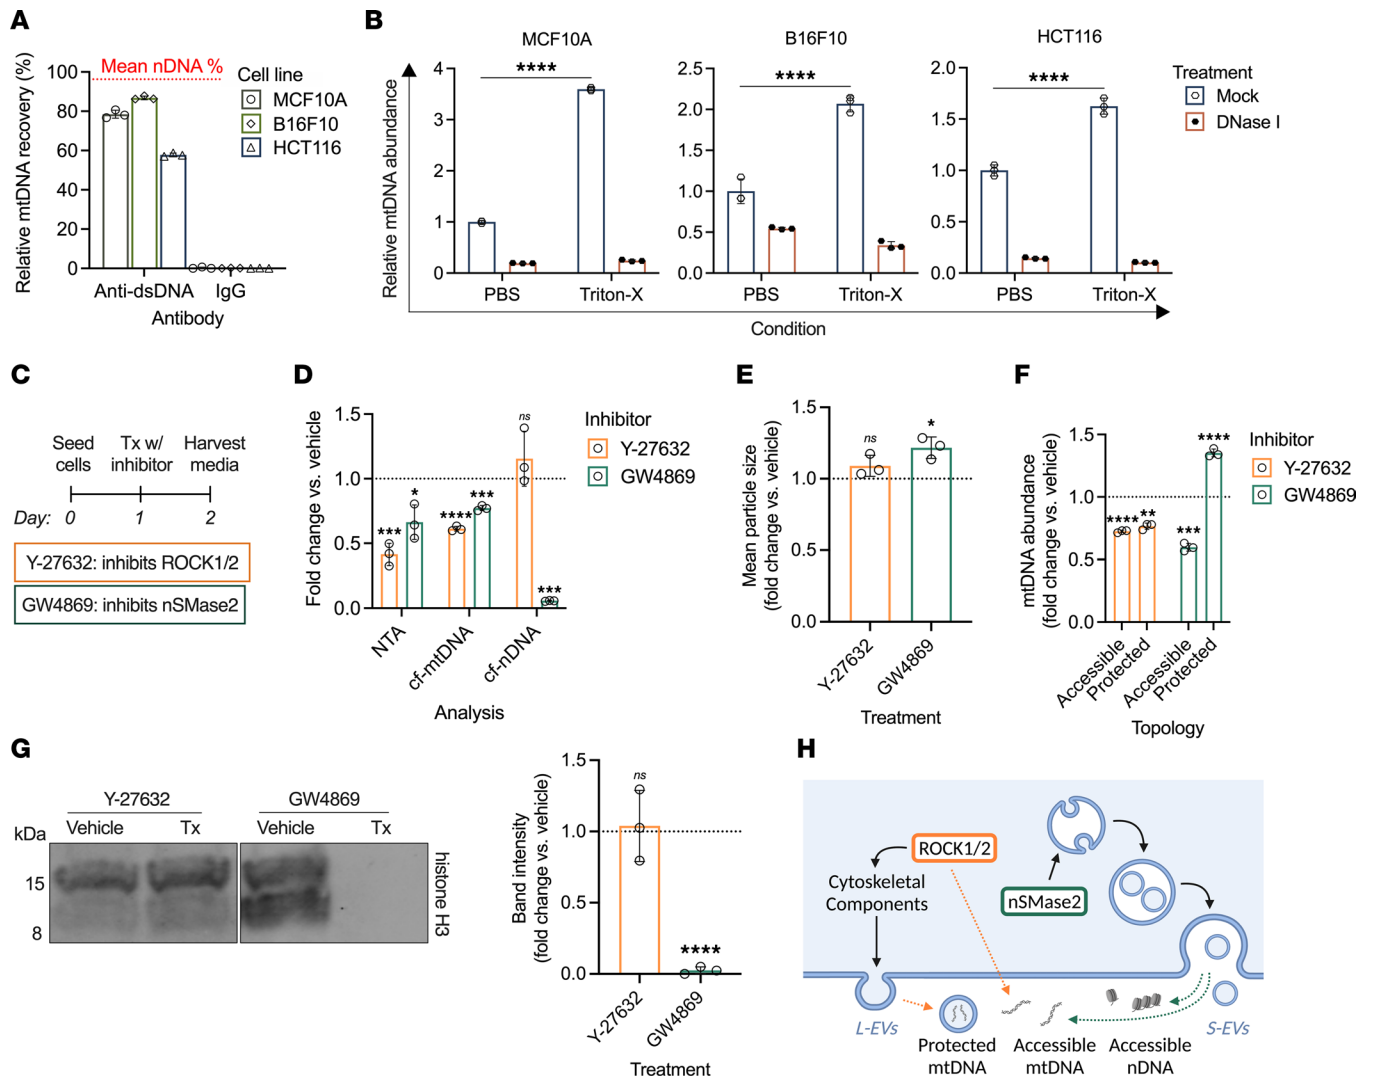 A
Relative mtDNA recovery (%)
100
80
60
40
20
0
Mean nDNA %
Cell line
MCF10A
B16F10
HCT116
Anti-dsDNA
IgG
Antibody
B
MCF10A
B16F10
HCT116
Relative mtDNA abundance
4
3
2
1
0
****
PBS
Triton-X
2.5
2.0
1.5
1.0
0.5
0.0
****
PBS
Triton-X
2.0
1.5
1.0
0.5
0.0
****
PBS
Triton-X
Condition
Treatment
Mock
DNase I
C
Seed cells
Tx w/ inhibitor
Harvest media
Day: 0 1 2
Y-27632: inhibits ROCK1/2
GW4869: inhibits nSMase2
D
Fold change vs. vehicle
1.5
1.0
0.5
0.0
***
*
****
***
ns
***
NTA
cf-mtDNA
cf-nDNA
Analysis
Inhibitor
Y-27632
GW4869
E
Mean particle size
(fold change vs. vehicle)
1.5
1.0
0.5
0.0
ns
*
Y-27632
GW4869
Treatment
F
mtDNA abundance
(fold change vs. vehicle)
1.5
1.0
0.5
0.0
****
**
***
****
Accessible
Protected
Accessible
Protected
Topology
Inhibitor
Y-27632
GW4869
G
Y-27632
GW4869
kDa
Vehicle
Tx
Vehicle
Tx
15
8
histone H3
Band intensity
(fold change vs. vehicle)
1.5
1.0
0.5
0.0
ns
****
Y-27632
GW4869
Treatment
H
ROCK1/2
Cytoskeletal
Components
nSMase2
L-EVs
S-EVs
Protected
mtDNA
Accessible
mtDNA
Accessible
nDNA